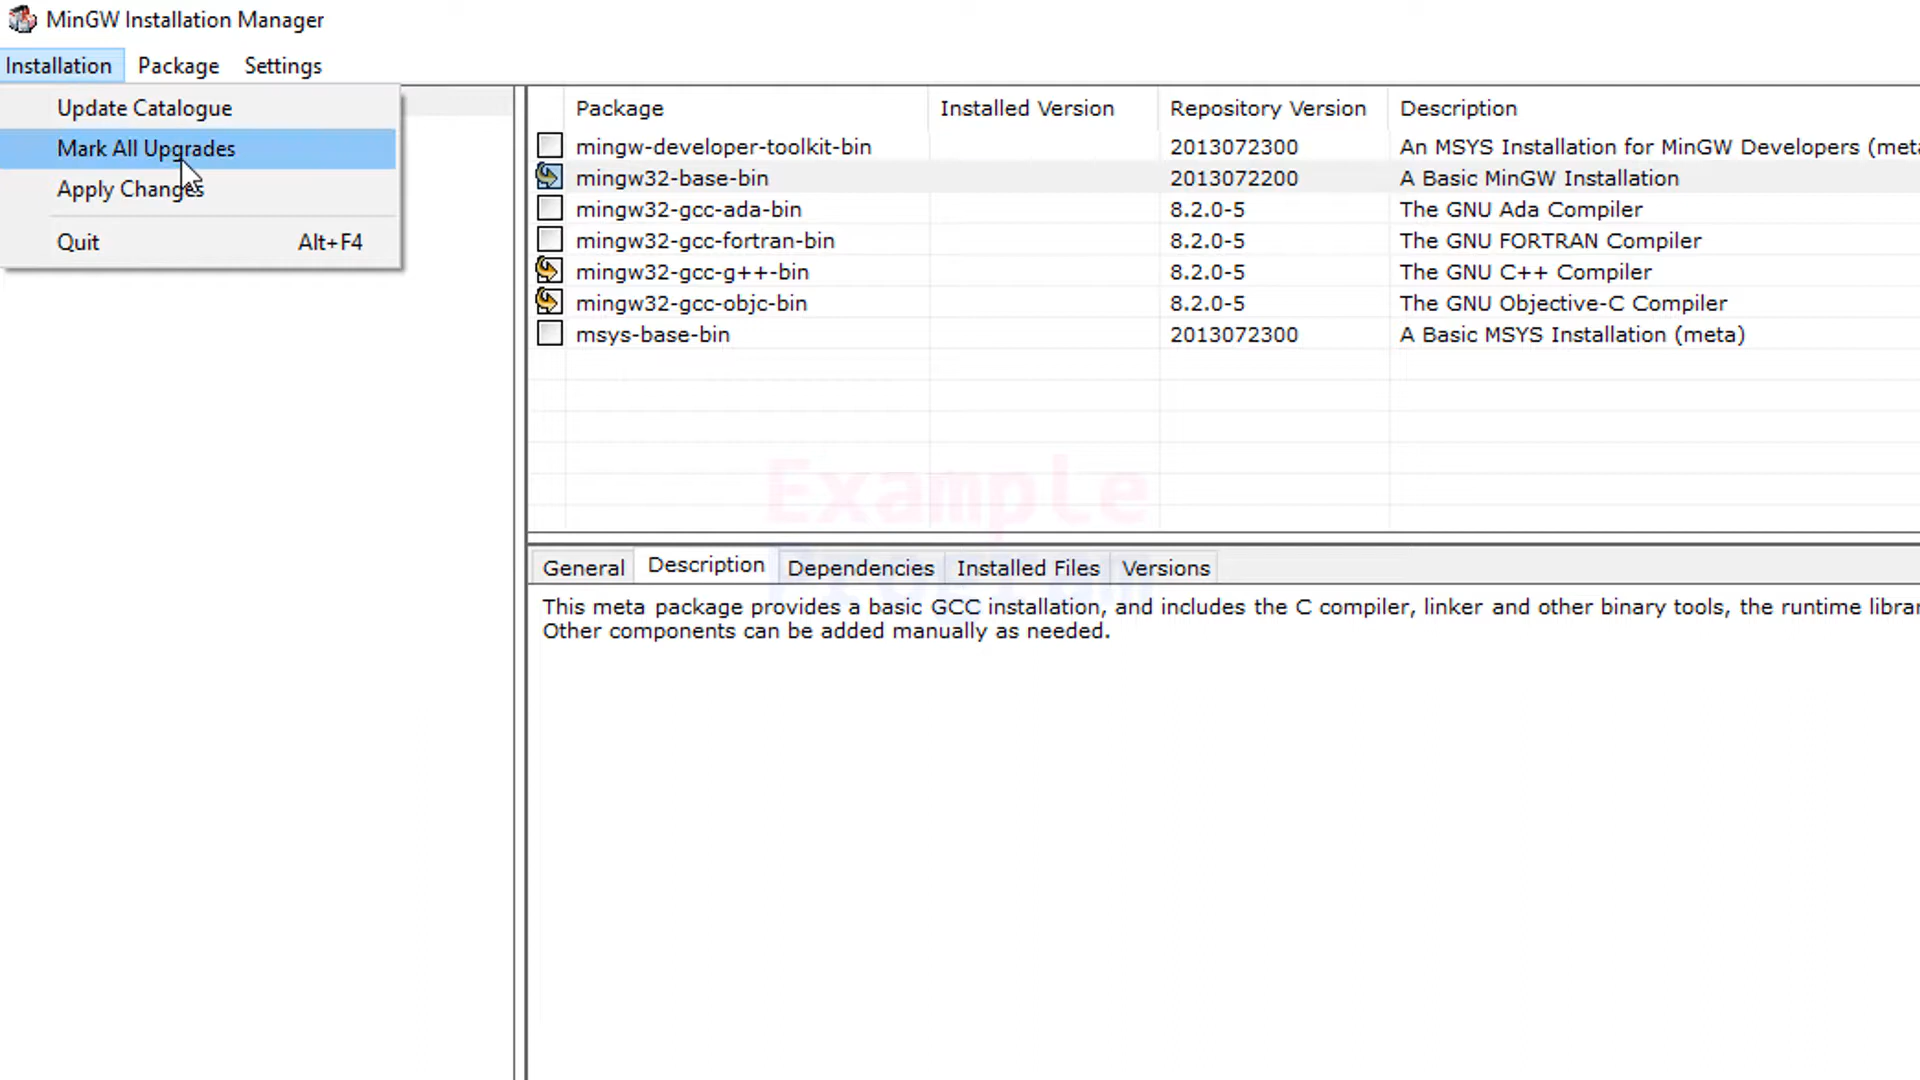 MinGW Installation Manager
Installation Package Settings
Update Catalogue
Mark All Upgrades
Apply Changes
Quit Alt+F4
Package Installed Version Repository Version Description
mingw-developer-toolkit-bin 2013072300 An MSYS Installation for MinGW Developers (meta
mingw32-base-bin 2013072200 A Basic MinGW Installation
mingw32-gcc-ada-bin 8.2.0-5 The GNU Ada Compiler
mingw32-gcc-fortran-bin 8.2.0-5 The GNU FORTRAN Compiler
mingw32-gcc-g++-bin 8.2.0-5 The GNU C++ Compiler
mingw32-gcc-objc-bin 8.2.0-5 The GNU Objective-C Compiler
msys-base-bin 2013072300 A Basic MSYS Installation (meta)
Example
Program
General Description Dependencies Installed Files Versions
This meta package provides a basic GCC installation, and includes the C compiler, linker and other binary tools, the runtime librar
Other components can be added manually as needed.